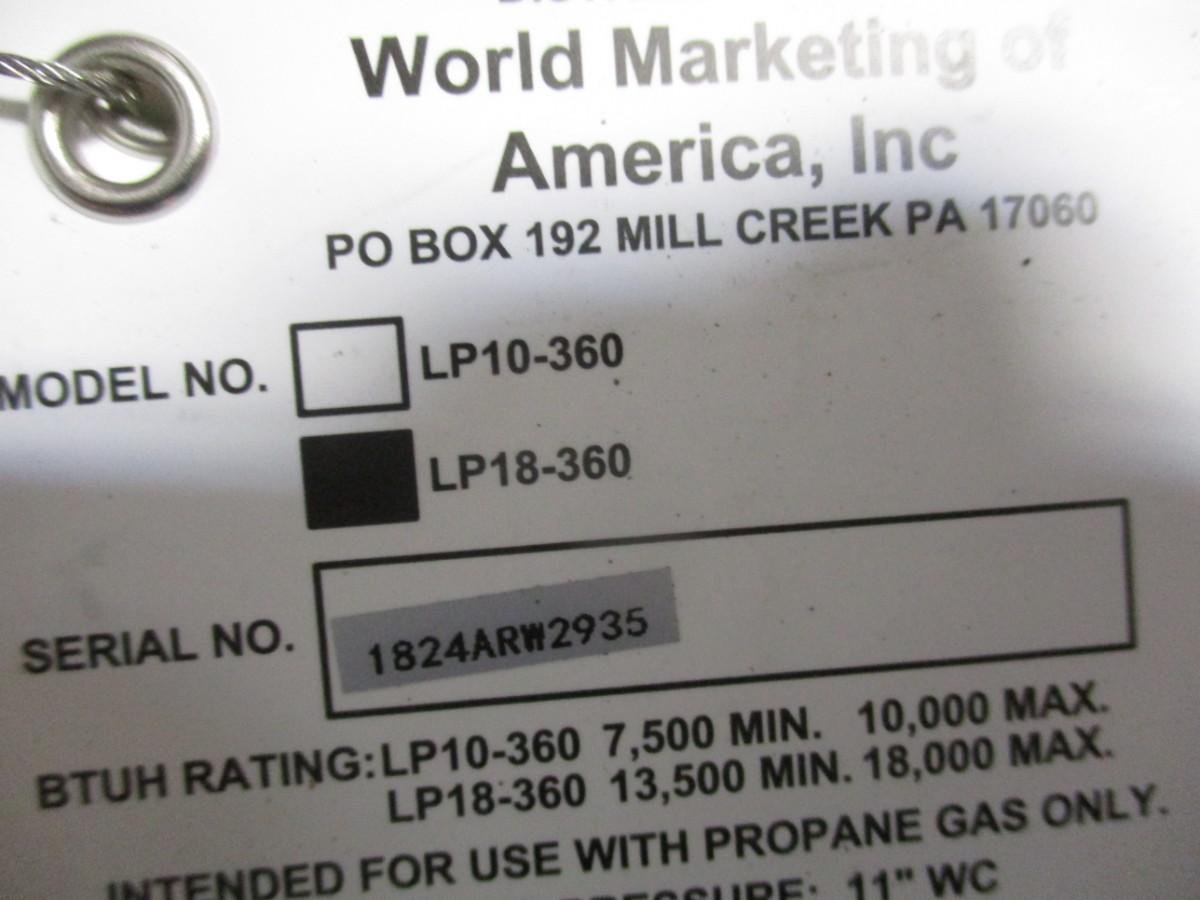 World Marketing of
America, Inc
PO BOX 192 MILL CREEK PA 17060
MODEL NO.
LP10-360
LP18-360
SERIAL NO.
1824ARW2935
BTUH RATING: LP10-360 7,500 MIN. 10,000 MAX.
LP18-360 13,500 MIN. 18,000 MAX.
INTENDED FOR USE WITH PROPANE GAS ONLY.
PRESSURE: 11" WC